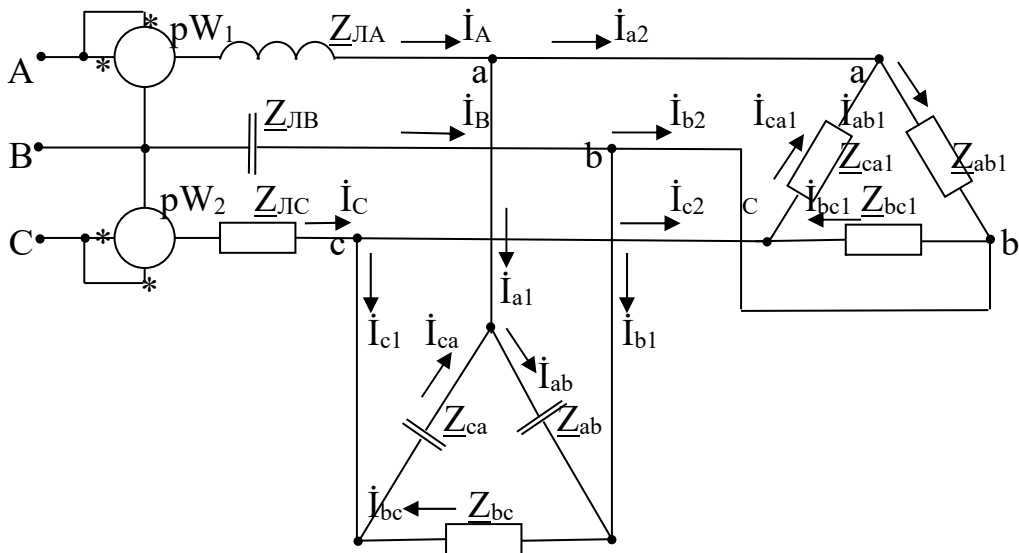 * pW₁ Z̲ЛА İA İa2
A * a a
Z̲ЛВ İB İb2 İca1 İab1
B b Z̲ca1 Z̲ab1
pW₂ Z̲ЛС İC İc2 c İbc1 Z̲bc1
C * c b
*
İa1
İc1 İca İb1
İab
Z̲ca Z̲ab
İbc Z̲bc